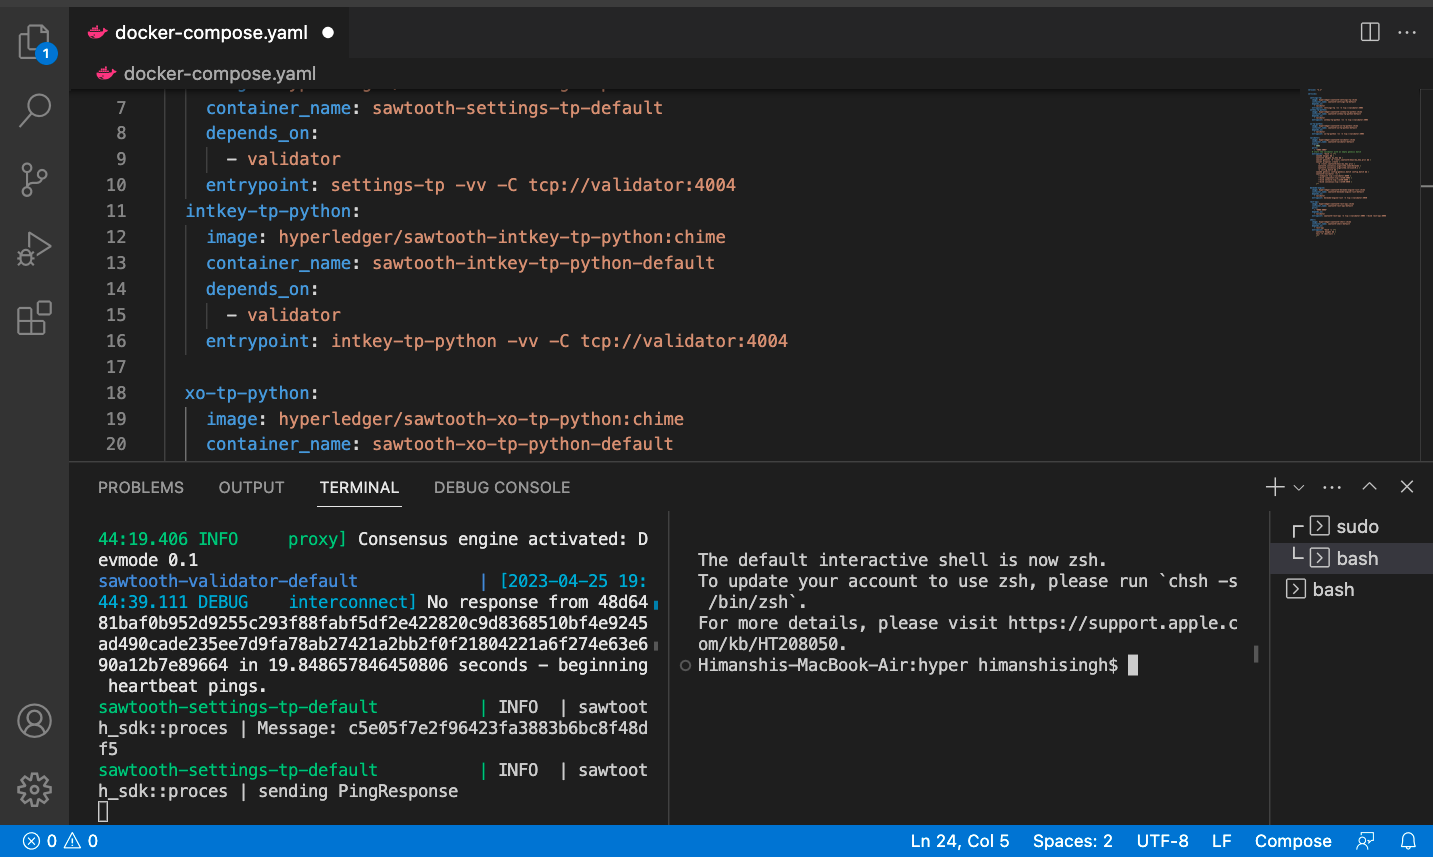 docker-compose.yaml
docker-compose.yaml
1
7 container_name: sawtooth-settings-tp-default
8 depends_on:
9 - validator
10 entrypoint: settings-tp -vv -C tcp://validator:4004
11 intkey-tp-python:
12 image: hyperledger/sawtooth-intkey-tp-python:chime
13 container_name: sawtooth-intkey-tp-python-default
14 depends_on:
15 - validator
16 entrypoint: intkey-tp-python -vv -C tcp://validator:4004
17
18 xo-tp-python:
19 image: hyperledger/sawtooth-xo-tp-python:chime
20 container_name: sawtooth-xo-tp-python-default
PROBLEMS OUTPUT TERMINAL DEBUG CONSOLE
44:19.406 INFO proxy] Consensus engine activated: D
evmode 0.1
sawtooth-validator-default | [2023-04-25 19:
44:39.111 DEBUG interconnect] No response from 48d64
81baf0b952d9255c293f88fabf5df2e422820c9d8368510bf4e9245
ad490cade235ee7d9fa78ab27421a2bb2f0f21804221a6f274e63e6
90a12b7e89664 in 19.848657846450806 seconds - beginning
heartbeat pings.
sawtooth-settings-tp-default | INFO | sawtoot
h_sdk::proces | Message: c5e05f7e2f96423fa3883b6bc8f48d
f5
sawtooth-settings-tp-default | INFO | sawtoot
h_sdk::proces | sending PingResponse
The default interactive shell is now zsh.
To update your account to use zsh, please run `chsh -s
/bin/zsh`.
For more details, please visit https://support.apple.c
om/kb/HT208050.
Himanshis-MacBook-Air:hyper himanshisingh$
sudo
bash
bash
0 0 Ln 24, Col 5 Spaces: 2 UTF-8 LF Compose